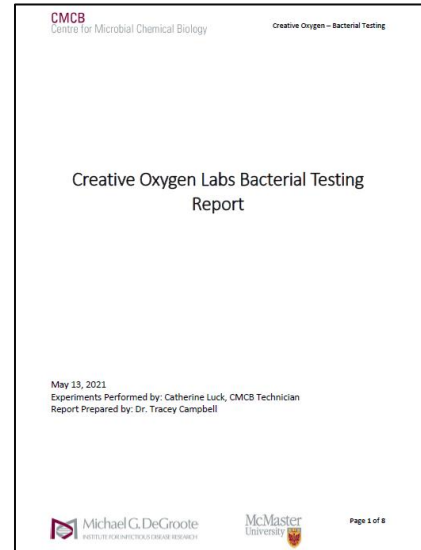 CMCB
Centre for Microbial Chemical Biology
Creative Oxygen – Bacterial Testing
Creative Oxygen Labs Bacterial Testing
Report
May 13, 2021
Experiments Performed by: Catherine Luck, CMCB Technician
Report Prepared by: Dr. Tracey Campbell
Michael G. DeGroote
INSTITUTE FOR INFECTIOUS DISEASE RESEARCH
McMaster
University
Page 1 of 8